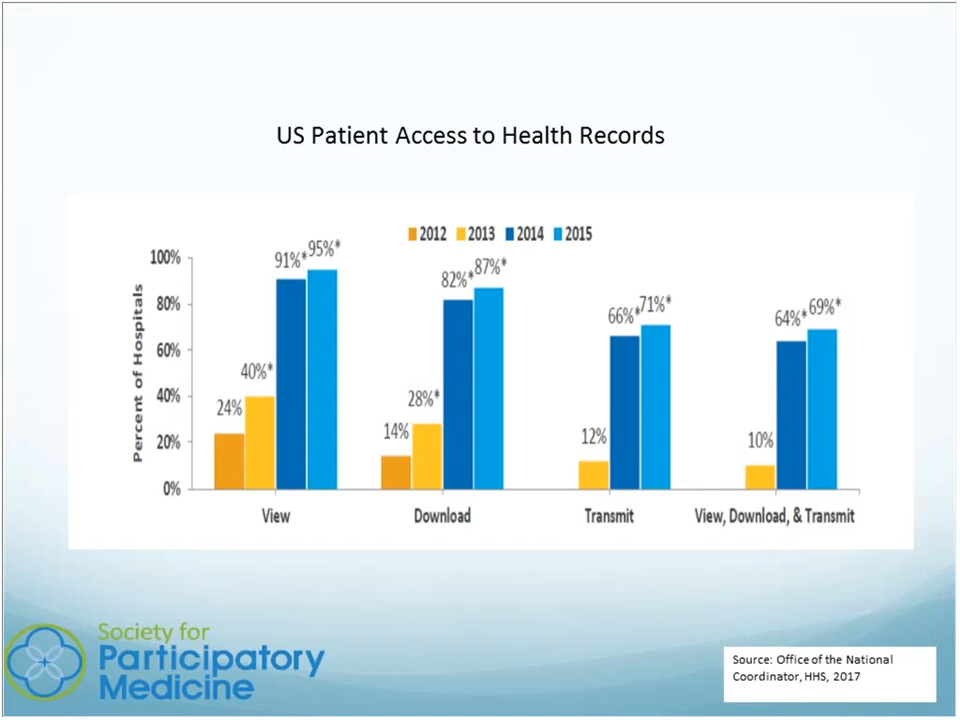 US Patient Access to Health Records
2012 2013 2014 2015
Percent of Hospitals
100%
80%
60%
40%
20%
0%
24% 40%* 91%* 95%*
14% 28%* 82%* 87%*
12% 66%* 71%*
10% 64%* 69%*
View Download Transmit View, Download, & Transmit
Society for
Participatory
Medicine
Source: Office of the National
Coordinator, HHS, 2017